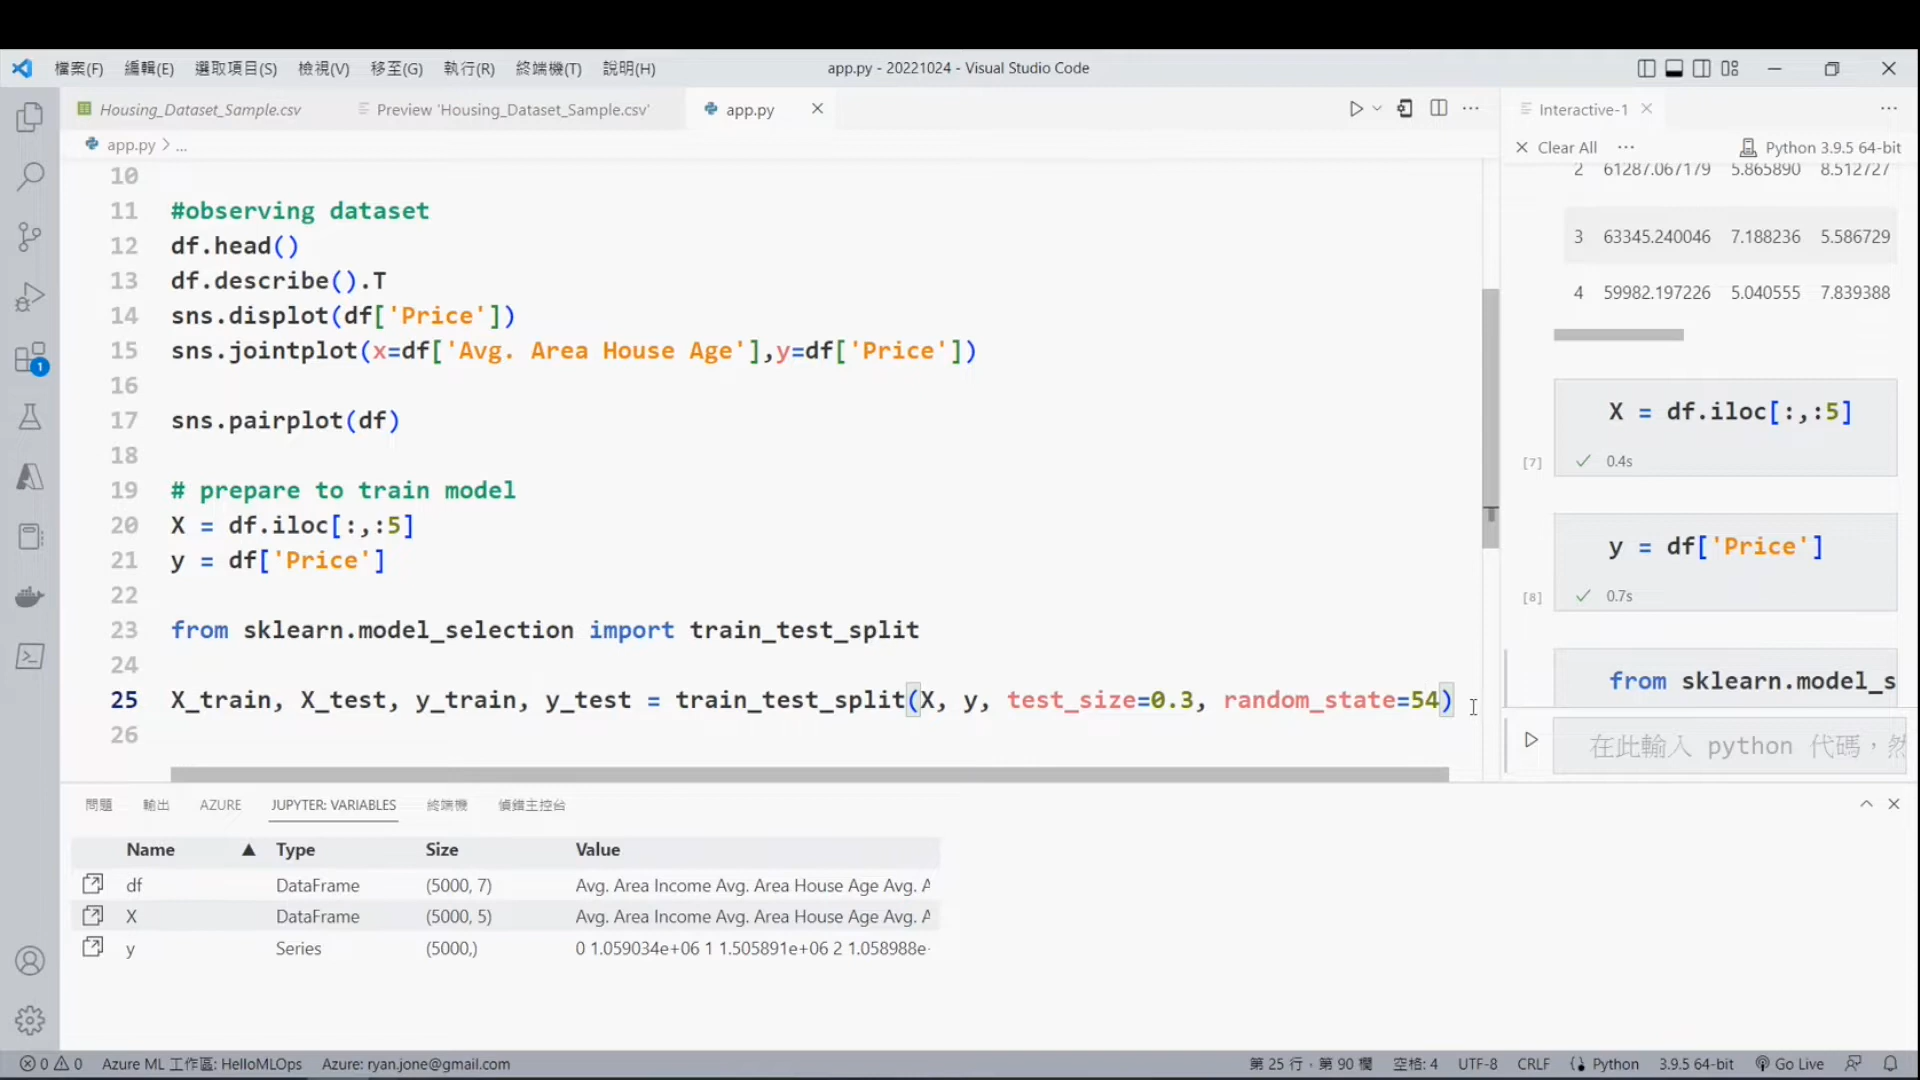 檔案(F) 編輯(E) 選取項目(S) 檢視(V) 移至(G) 執行(R) 終端機(T) 說明(H) app.py - 20221024 - Visual Studio Code
Housing_Dataset_Sample.csv Preview 'Housing_Dataset_Sample.csv' app.py
app.py > ...
10
11 #observing dataset
12 df.head()
13 df.describe().T
14 sns.displot(df['Price'])
15 sns.jointplot(x=df['Avg. Area House Age'],y=df['Price'])
16
17 sns.pairplot(df)
18
19 # prepare to train model
20 X = df.iloc[:,:5]
21 y = df['Price']
22
23 from sklearn.model_selection import train_test_split
24
25 X_train, X_test, y_train, y_test = train_test_split(X, y, test_size=0.3, random_state=54)
26
Interactive-1
Clear All ... Python 3.9.5 64-bit
2 61287.067179 5.865890 8.512727
3 63345.240046 7.188236 5.586729
4 59982.197226 5.040555 7.839388
X = df.iloc[:,:5]
[7] 0.4s
y = df['Price']
[8] 0.7s
from sklearn.model_s
在此輸入 python 代碼，然
問題 輸出 AZURE JUPYTER: VARIABLES 終端機 偵錯主控台
Name Type Size Value
df DataFrame (5000, 7) Avg. Area Income Avg. Area House Age Avg. A
X DataFrame (5000, 5) Avg. Area Income Avg. Area House Age Avg. A
y Series (5000,) 0 1.059034e+06 1 1.505891e+06 2 1.058988e-
1
0 0 Azure ML 工作區: HelloMLOps Azure: ryan.jone@gmail.com 第 25 行，第 90 欄 空格: 4 UTF-8 CRLF Python 3.9.5 64-bit Go Live